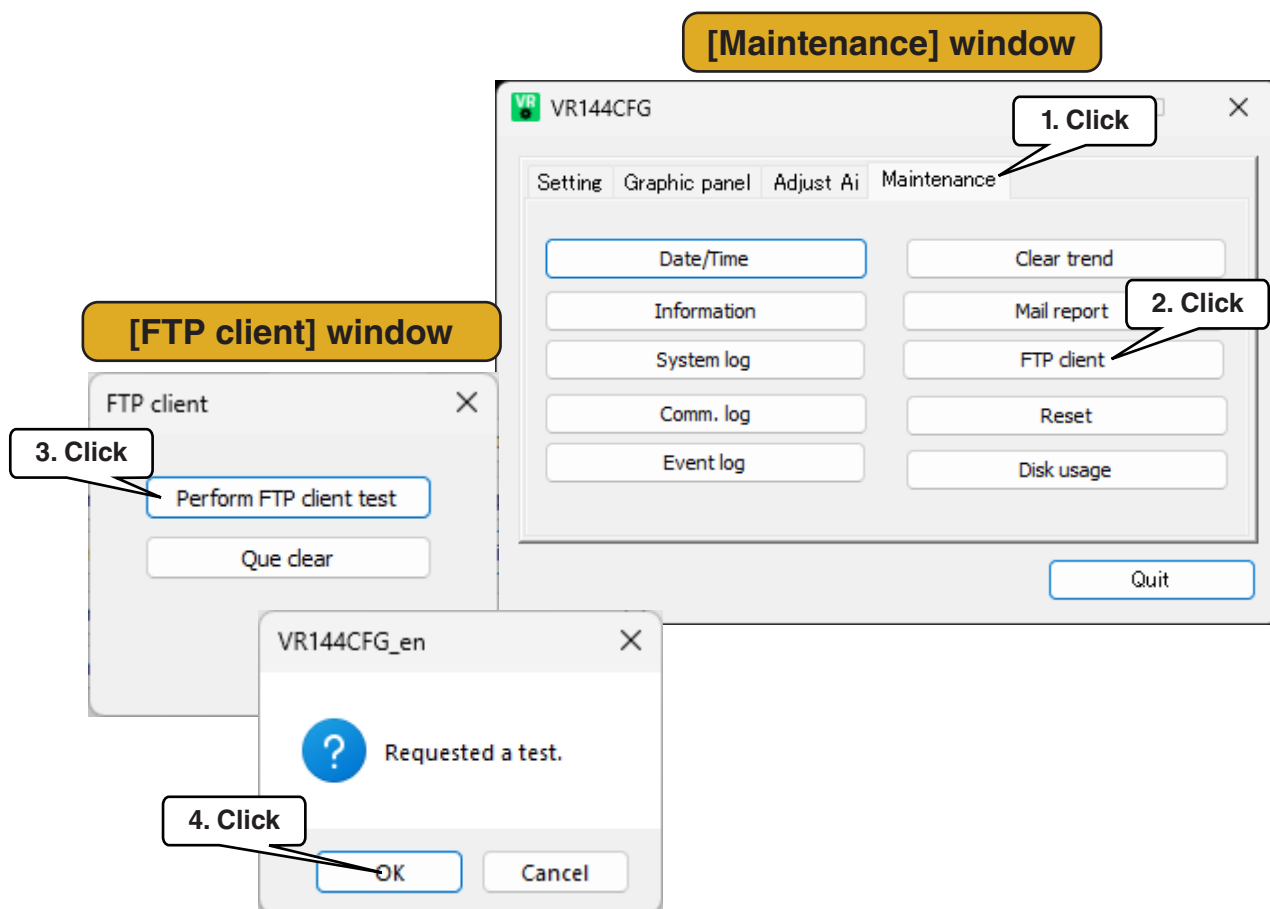 [Maintenance] window
VR
VR144CFG
1. Click
Setting Graphic panel Adjust Ai Maintenance
Date/Time Clear trend
Information Mail report
2. Click
System log FTP client
Comm. log Reset
Event log Disk usage
Quit
[FTP client] window
FTP client
3. Click
Perform FTP client test
Que clear
VR144CFG_en
?
Requested a test.
4. Click
OK Cancel